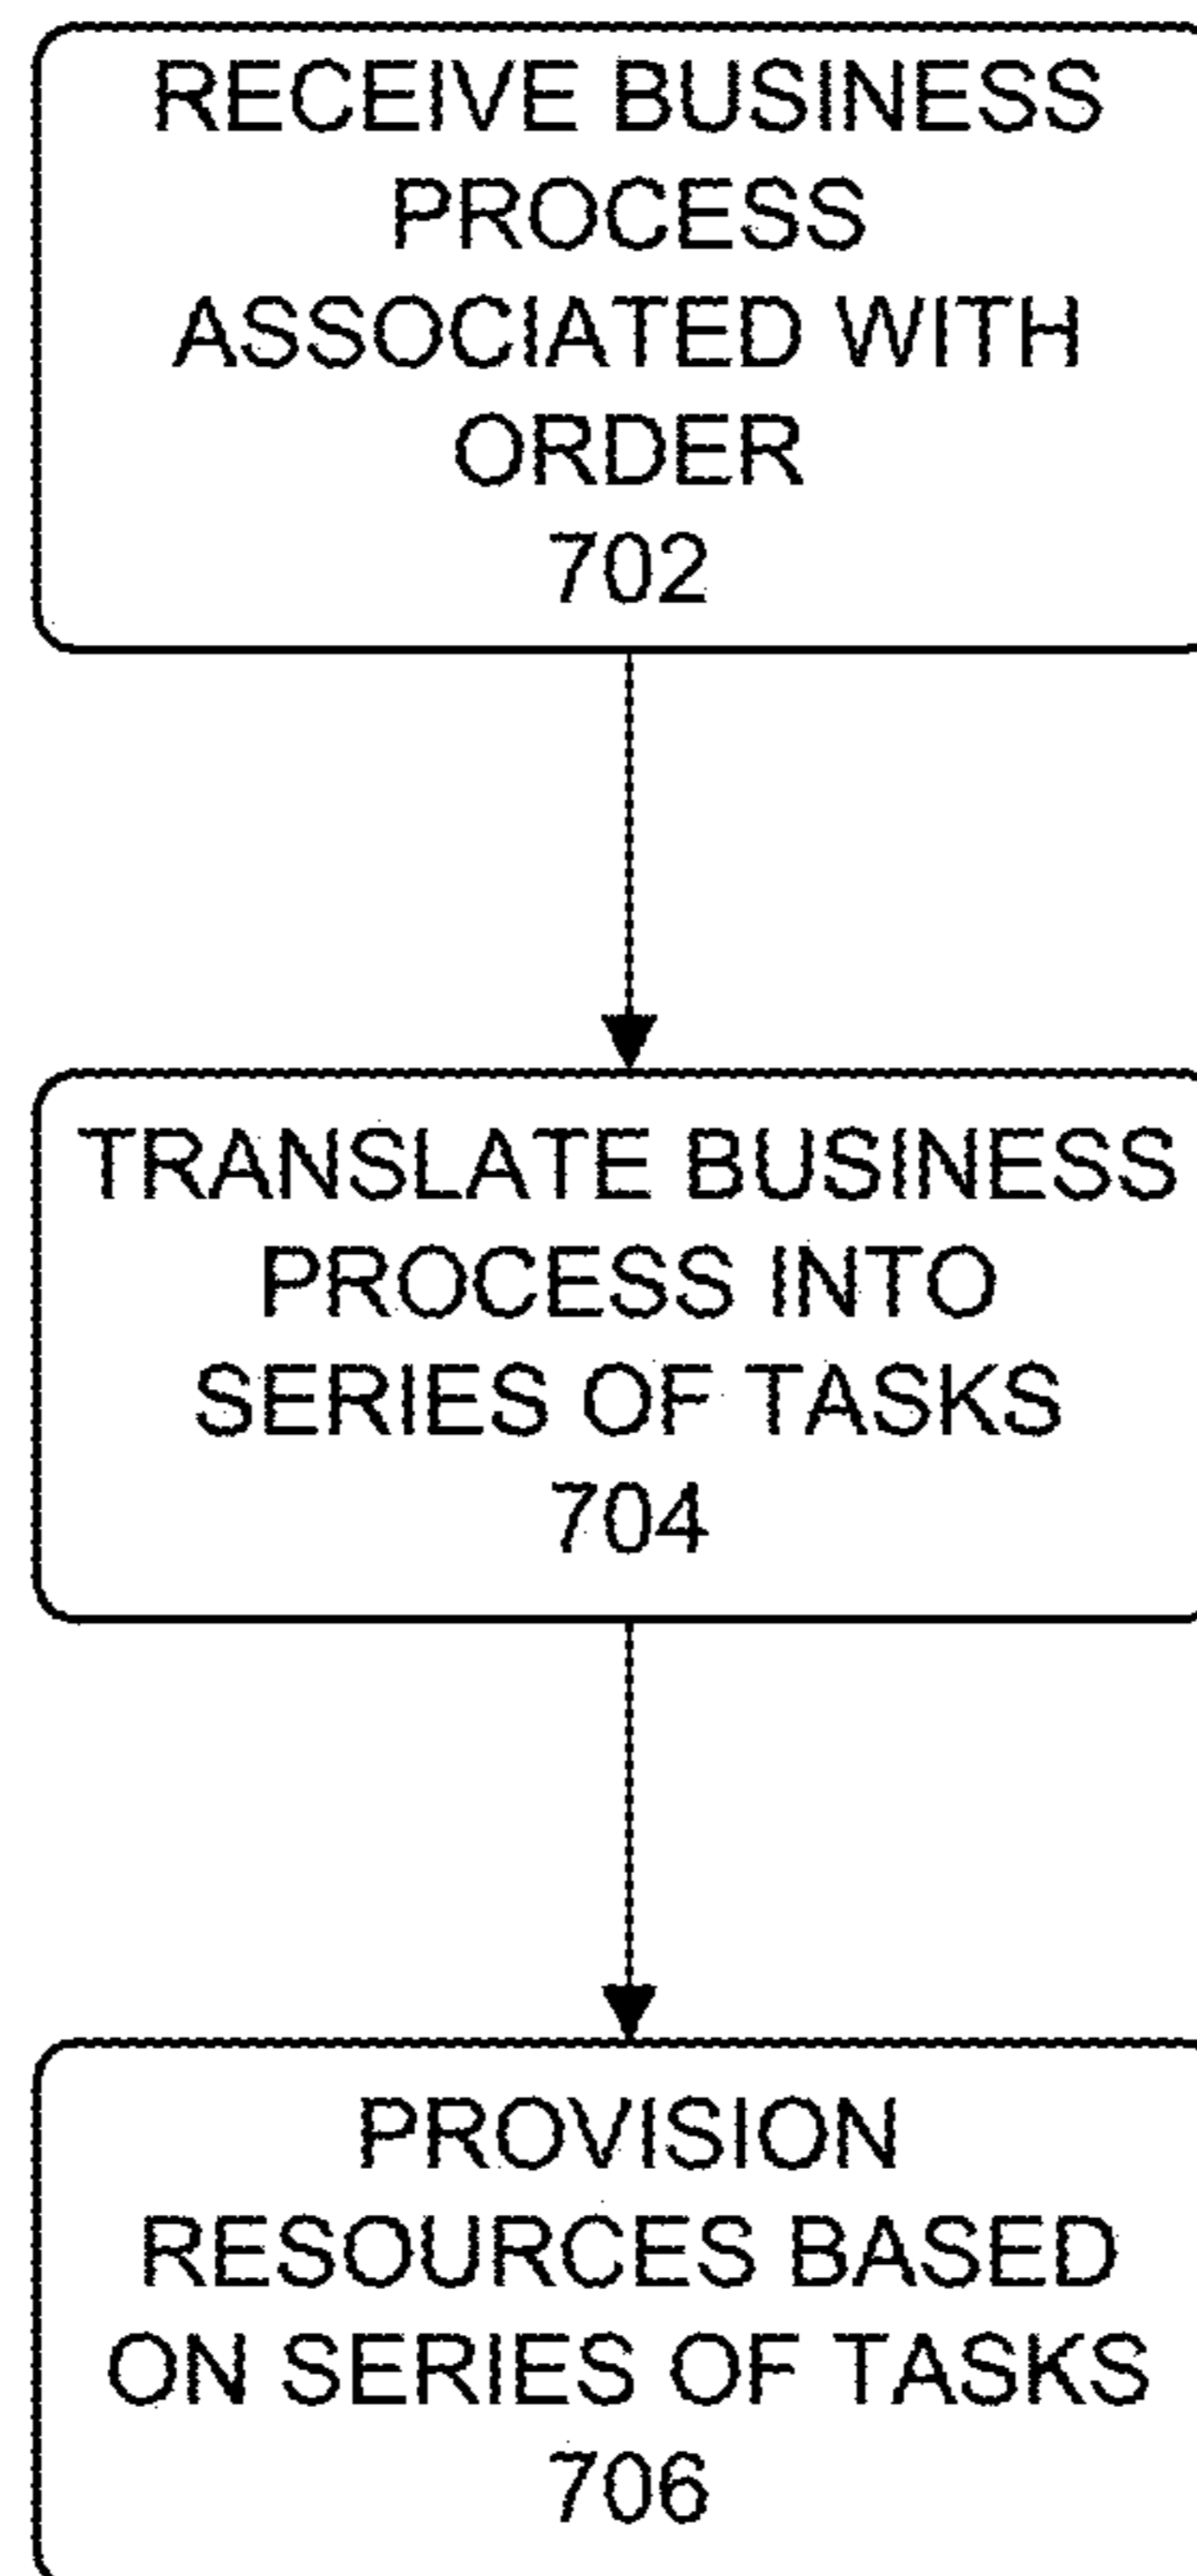 RECEIVE BUSINESS
PROCESS
ASSOCIATED WITH
ORDER
702
TRANSLATE BUSINESS
PROCESS INTO
SERIES OF TASKS
704
PROVISION
RESOURCES BASED
ON SERIES OF TASKS
706